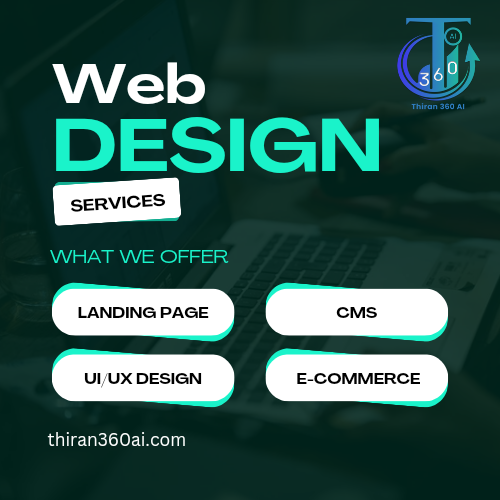 AI
360
Thiran 360 AI
Web
DESIGN
SERVICES
WHAT WE OFFER
LANDING PAGE
CMS
UI/UX DESIGN
E-COMMERCE
thiran360ai.com